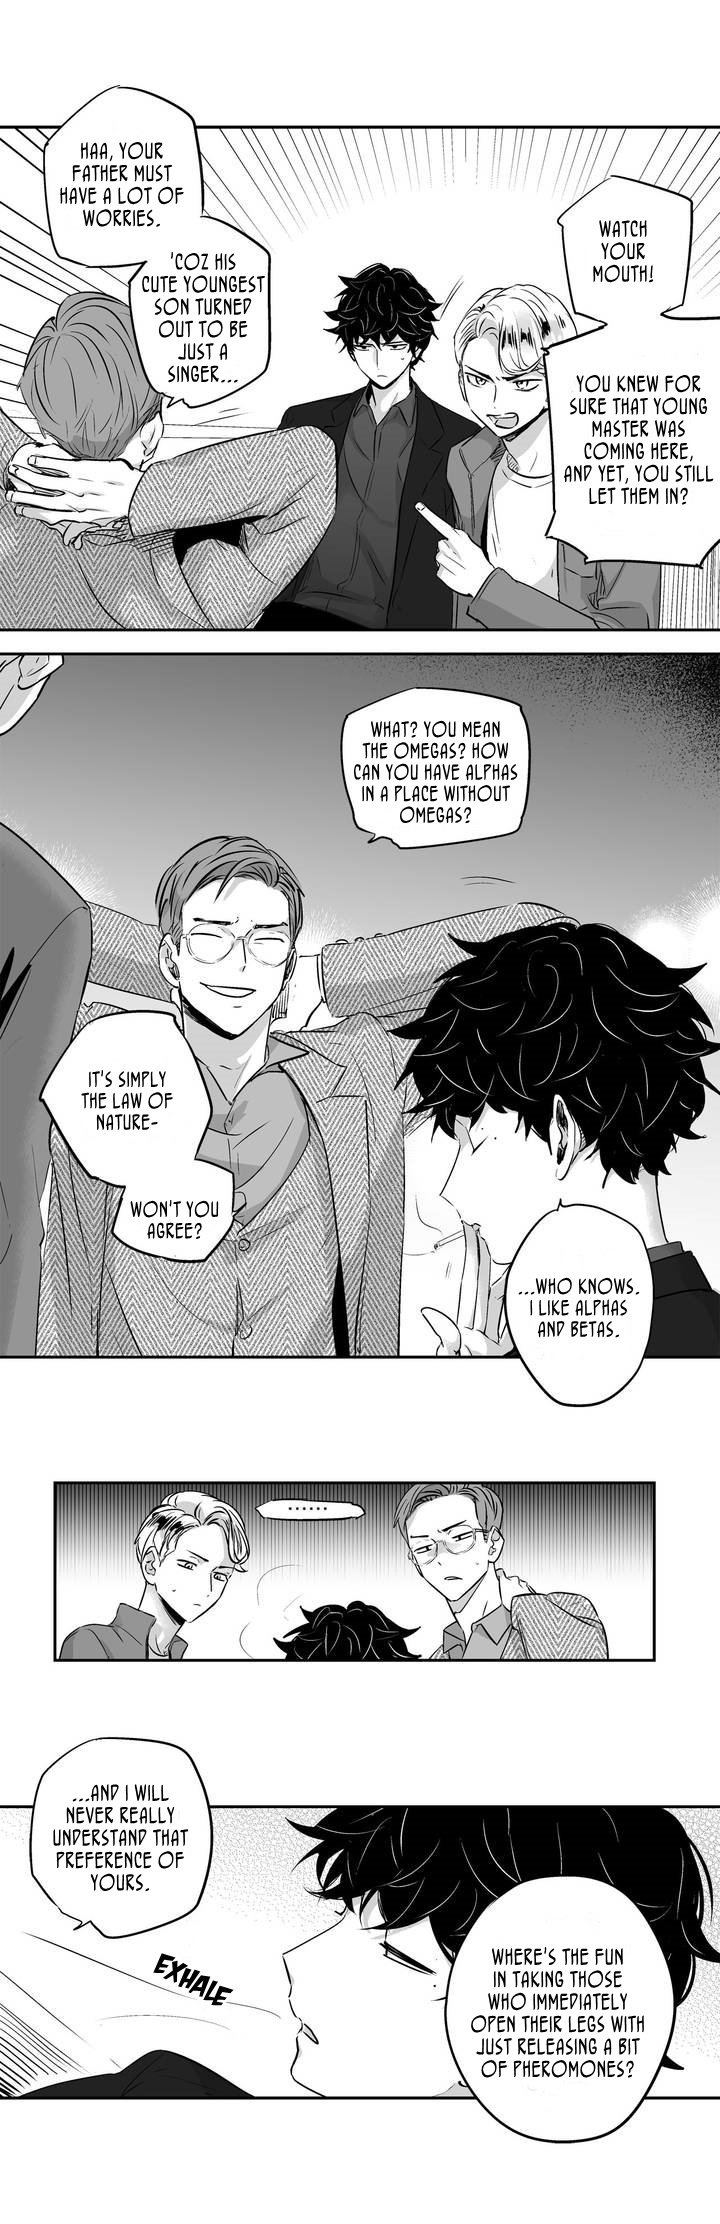 HAA, YOUR
FATHER MUST
HAVE A LOT OF
WORRIES.
'COZ HIS
CUTE YOUNGEST
SON TURNED
OUT TO BE
JUST A
SINGER...
WATCH
YOUR
MOUTH!
YOU KNEW FOR
SURE THAT YOUNG
MASTER WAS
COMING HERE,
AND YET, YOU STILL
LET THEM IN?
WHAT? YOU MEAN
THE OMEGAS? HOW
CAN YOU HAVE ALPHAS
IN A PLACE WITHOUT
OMEGAS?
IT'S SIMPLY
THE LAW OF
NATURE-
WON'T YOU
AGREE?
...WHO KNOWS.
I LIKE ALPHAS
AND BETAS.
......
...AND I WILL
NEVER REALLY
UNDERSTAND THAT
PREFERENCE OF
YOURS.
EXHALE
WHERE'S THE FUN
IN TAKING THOSE
WHO IMMEDIATELY
OPEN THEIR LEGS WITH
JUST RELEASING A BIT
OF PHEROMONES?